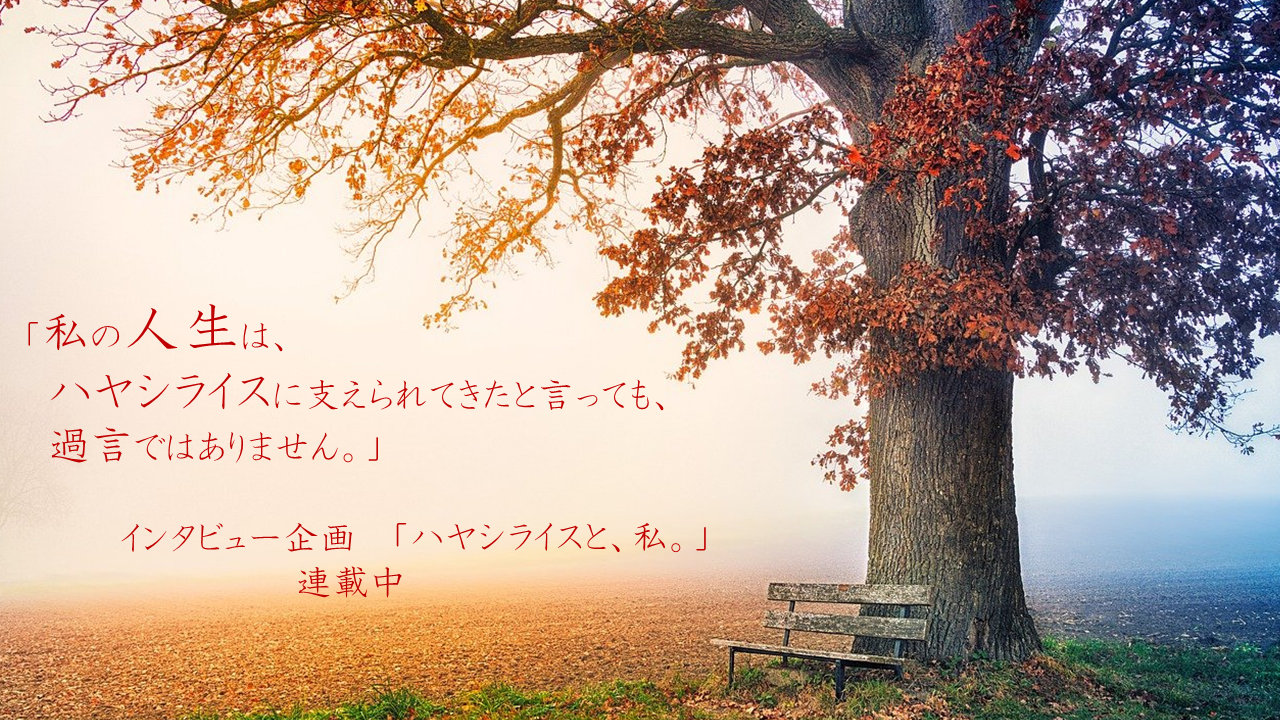 「私の人生は、
ハヤシライスに支えられてきたと言っても、
過言ではありません。」
インタビュー企画　「ハヤシライスと、私。」
連載中